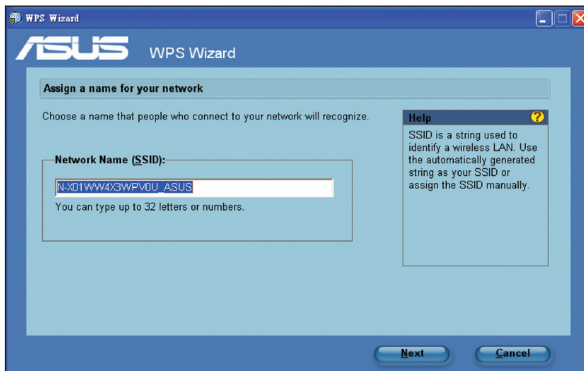 WPS Wizard
ASUS WPS Wizard
Assign a name for your network
Choose a name that people who connect to your network will recognize.
Network Name (SSID):
N-X01WW4X3WPV0U_ASUS
You can type up to 32 letters or numbers.
Help
SSID is a string used to
identify a wireless LAN. Use
the automatically generated
string as your SSID or
assign the SSID manually.
Next Cancel